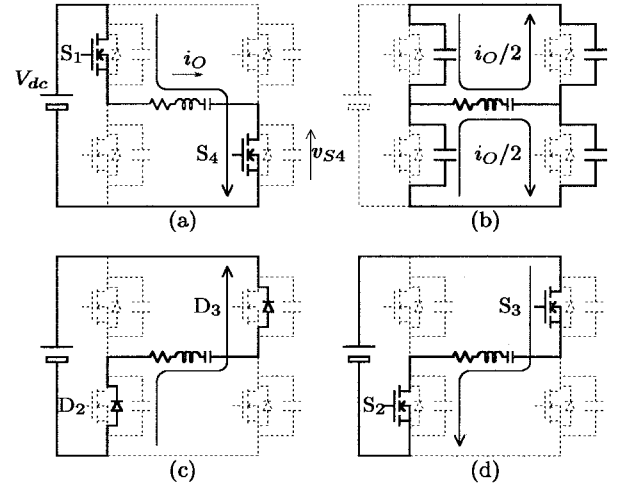 S1
iO
Vdc
S4
vS4
(a)
iO/2
iO/2
(b)
D3
D2
(c)
S3
S2
(d)